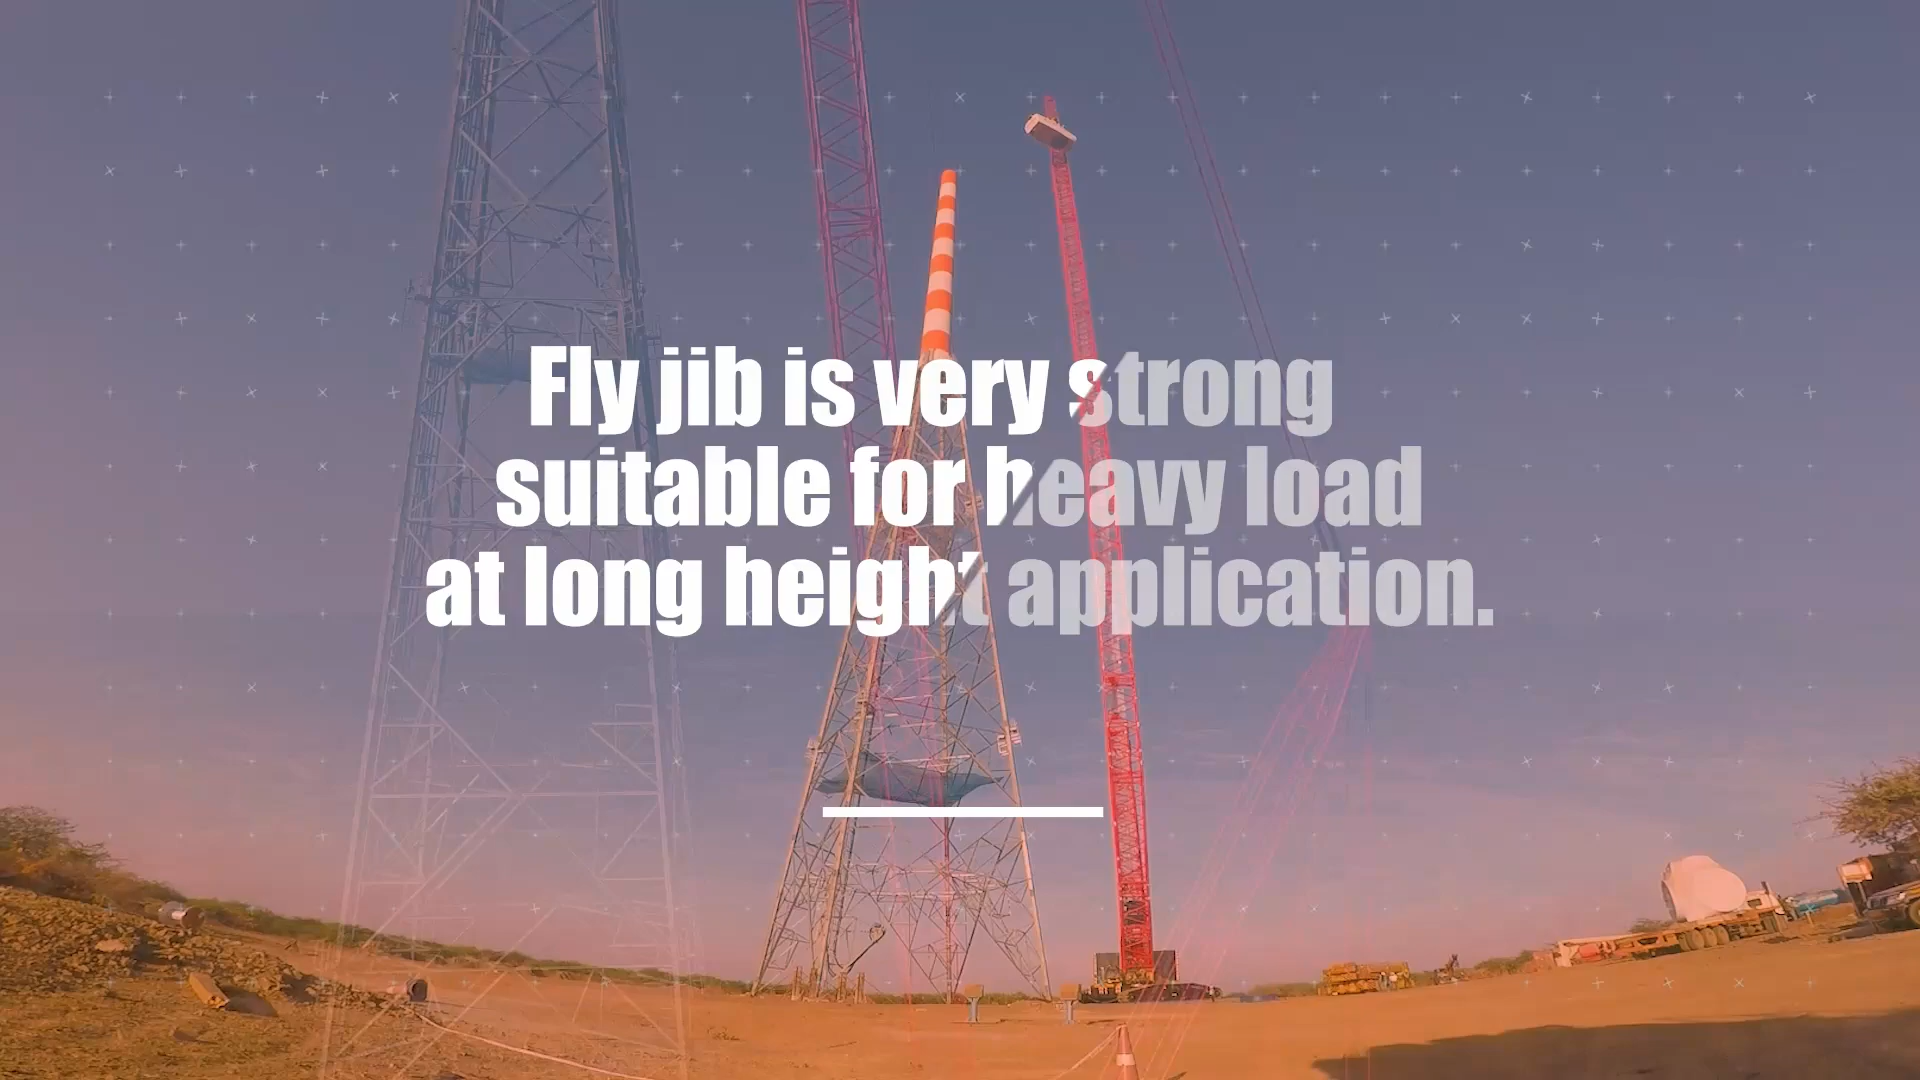 Fly jib is very strong
suitable for heavy load
at long height application.